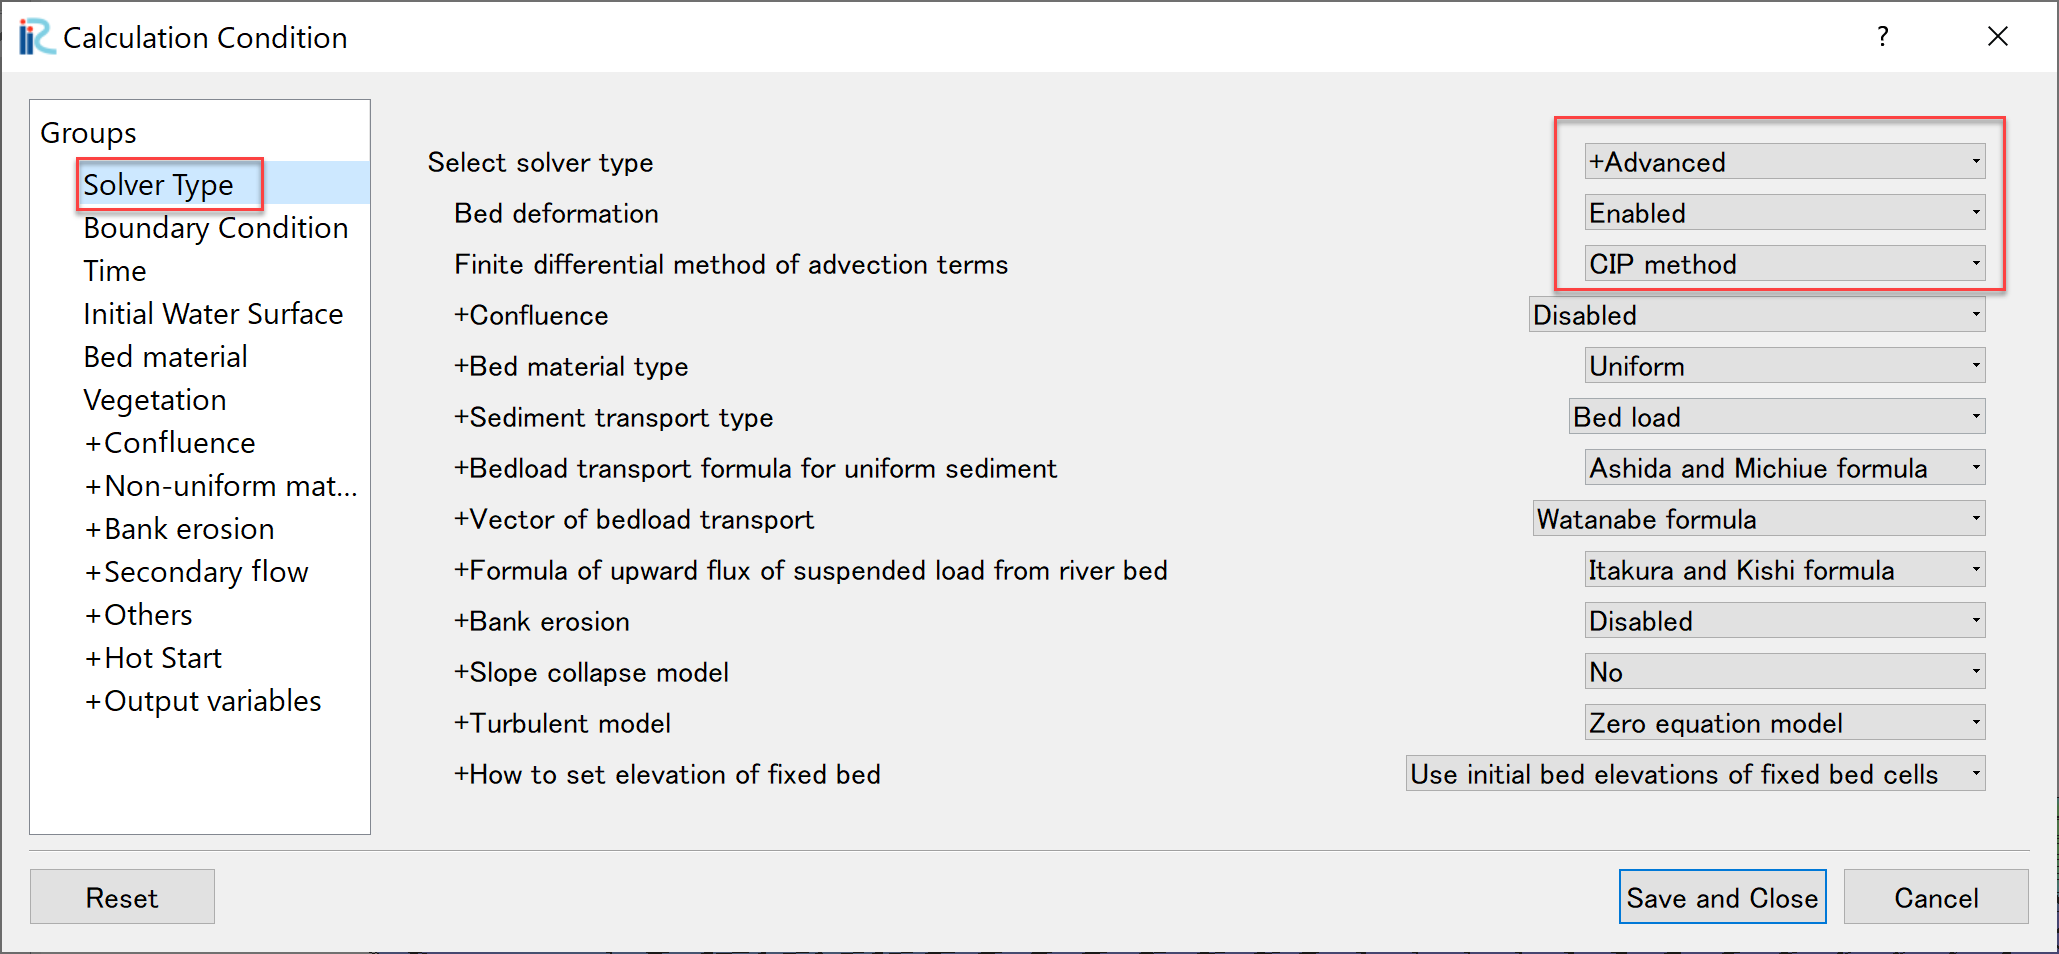 iRC Calculation Condition ?
Groups
Solver Type
Boundary Condition
Time
Initial Water Surface
Bed material
Vegetation
+Confluence
+Non-uniform mat...
+Bank erosion
+Secondary flow
+Others
+Hot Start
+Output variables
Select solver type +Advanced
Bed deformation Enabled
Finite differential method of advection terms CIP method
+Confluence Disabled
+Bed material type Uniform
+Sediment transport type Bed load
+Bedload transport formula for uniform sediment Ashida and Michiue formula
+Vector of bedload transport Watanabe formula
+Formula of upward flux of suspended load from river bed Itakura and Kishi formula
+Bank erosion Disabled
+Slope collapse model No
+Turbulent model Zero equation model
+How to set elevation of fixed bed Use initial bed elevations of fixed bed cells
Reset Save and Close Cancel